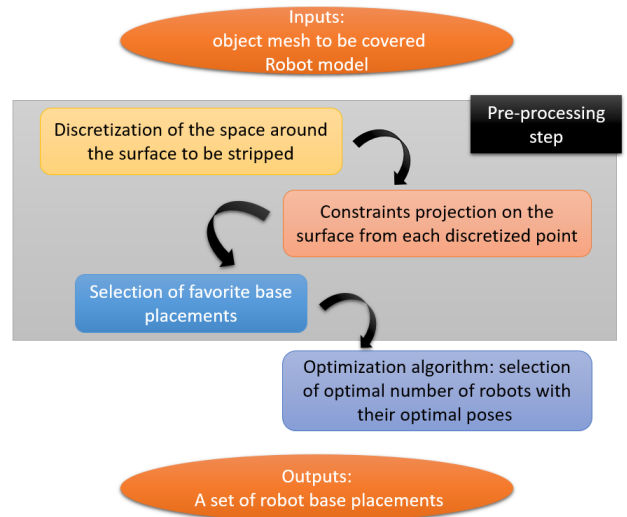 Inputs:
object mesh to be covered
Robot model
Pre-processing
step
Discretization of the space around
the surface to be stripped
Constraints projection on the
surface from each discretized point
Selection of favorite base
placements
Optimization algorithm: selection
of optimal number of robots with
their optimal poses
Outputs:
A set of robot base placements